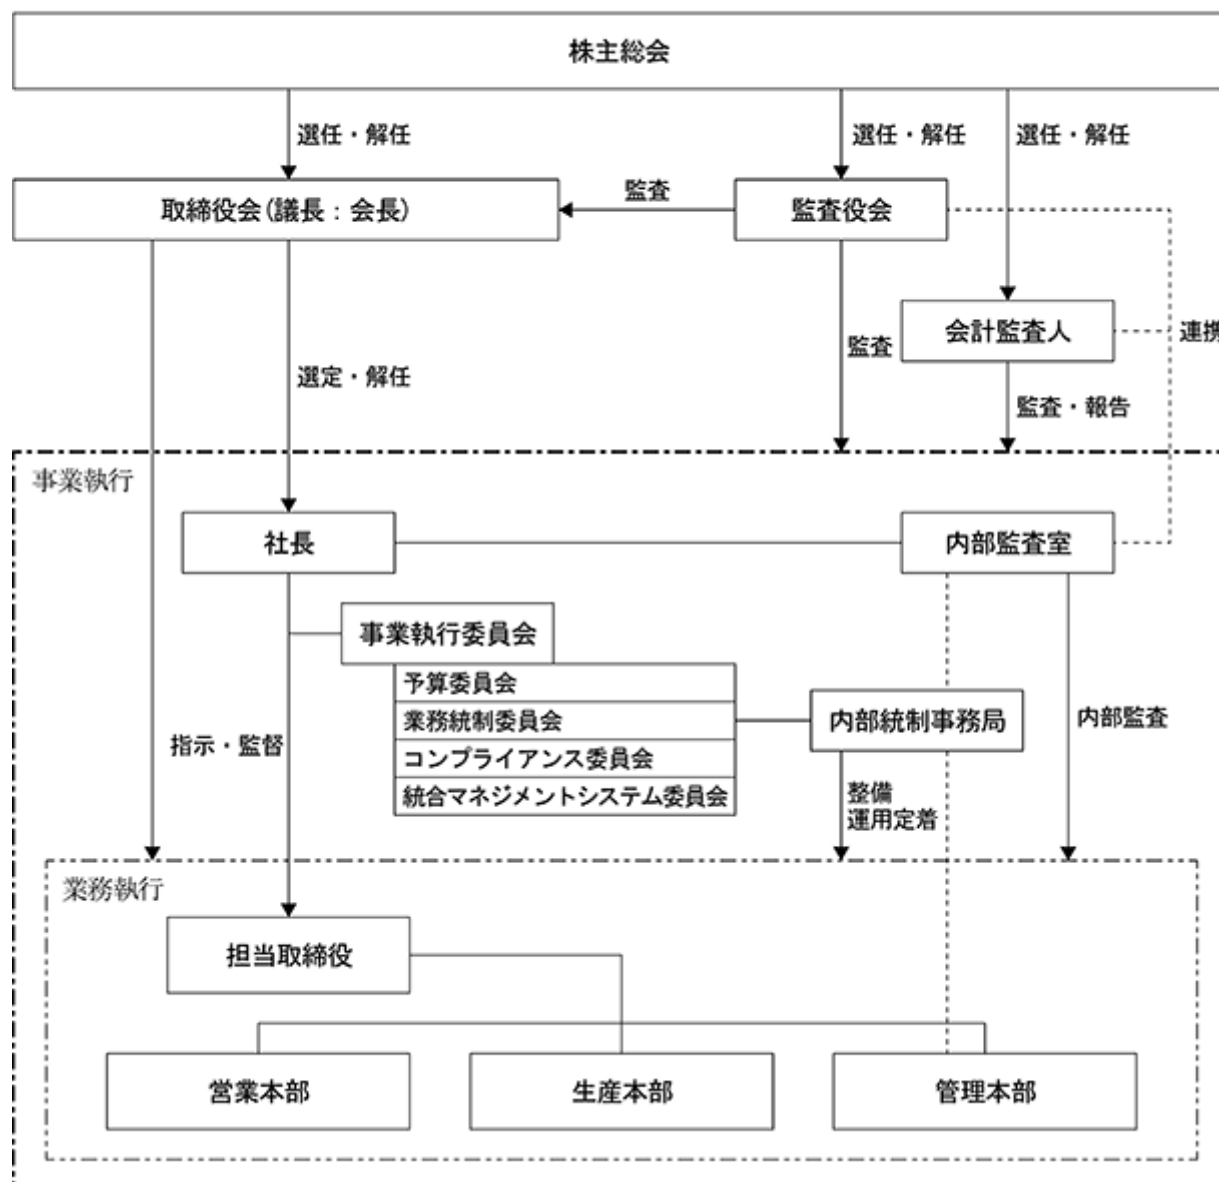 株主総会
選任・解任
選任・解任
選任・解任
取締役会(議長：会長)
監査
監査役会
会計監査人
連携
監査
選定・解任
監査・報告
事業執行
社長
内部監査室
事業執行委員会
予算委員会
業務統制委員会
コンプライアンス委員会
統合マネジメントシステム委員会
内部統制事務局
内部監査
指示・監督
整備
運用定着
業務執行
担当取締役
営業本部
生産本部
管理本部